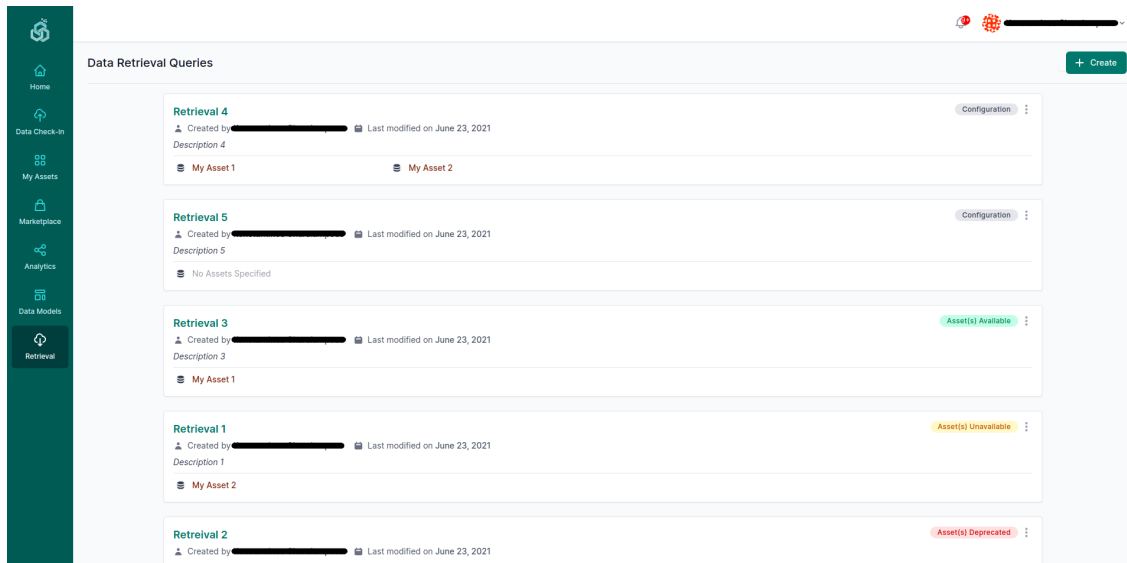 Data Retrieval Queries
+ Create
Home
Data Check-In
My Assets
Marketplace
Analytics
Data Models
Retrieval
Retrieval 4
Configuration
Created by Last modified on June 23, 2021
Description 4
My Asset 1 My Asset 2
Retrieval 5
Configuration
Created by Last modified on June 23, 2021
Description 5
No Assets Specified
Retrieval 3
Asset(s) Available
Created by Last modified on June 23, 2021
Description 3
My Asset 1
Retrieval 1
Asset(s) Unavailable
Created by Last modified on June 23, 2021
Description 1
My Asset 2
Retreival 2
Asset(s) Deprecated
Created by Last modified on June 23, 2021